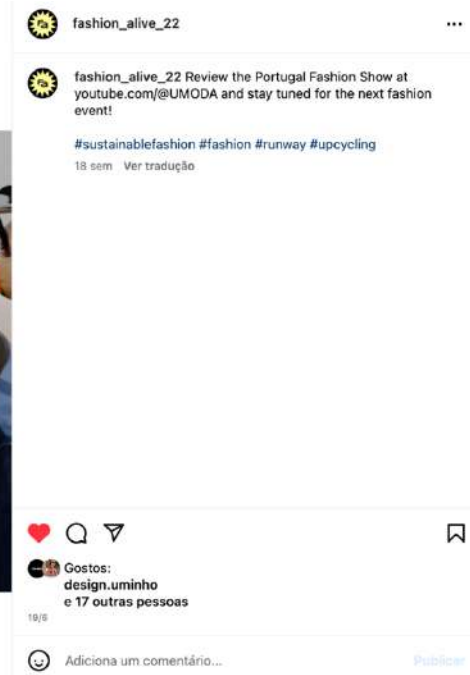 fashion_alive_22
fashion_alive_22 Review the Portugal Fashion Show at
youtube.com/@UMODA and stay tuned for the next fashion
event!
#sustainablefashion #fashion #runway #upcycling
18 sem Ver tradução
Gostos:
design.uminho
e 17 outras pessoas
19/6
Adiciona um comentário...
Publicar